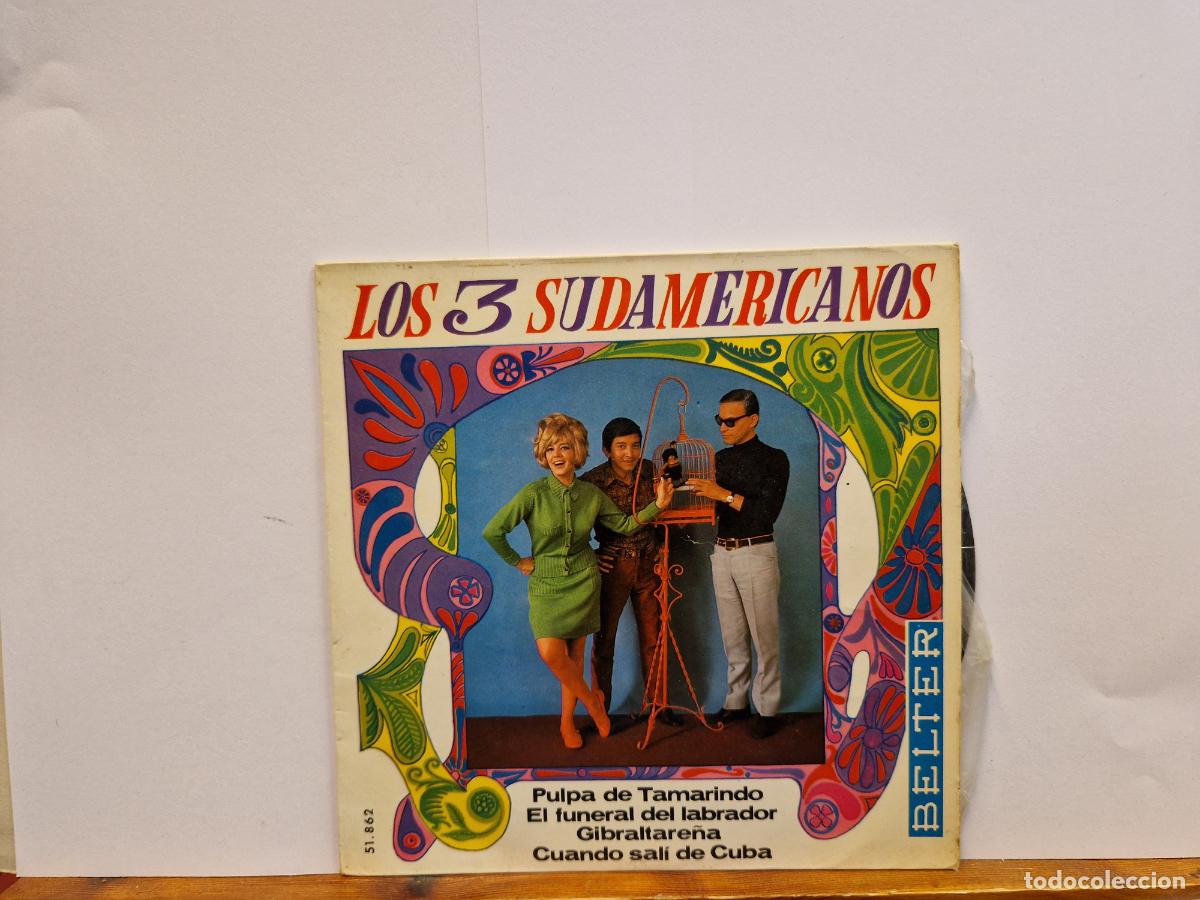 LOS 3 SUDAMERICANOS
BELTER
Pulpa de Tamarindo
El funeral del labrador
Gibraltareña
Cuando salí de Cuba
51.862
todocoleccion